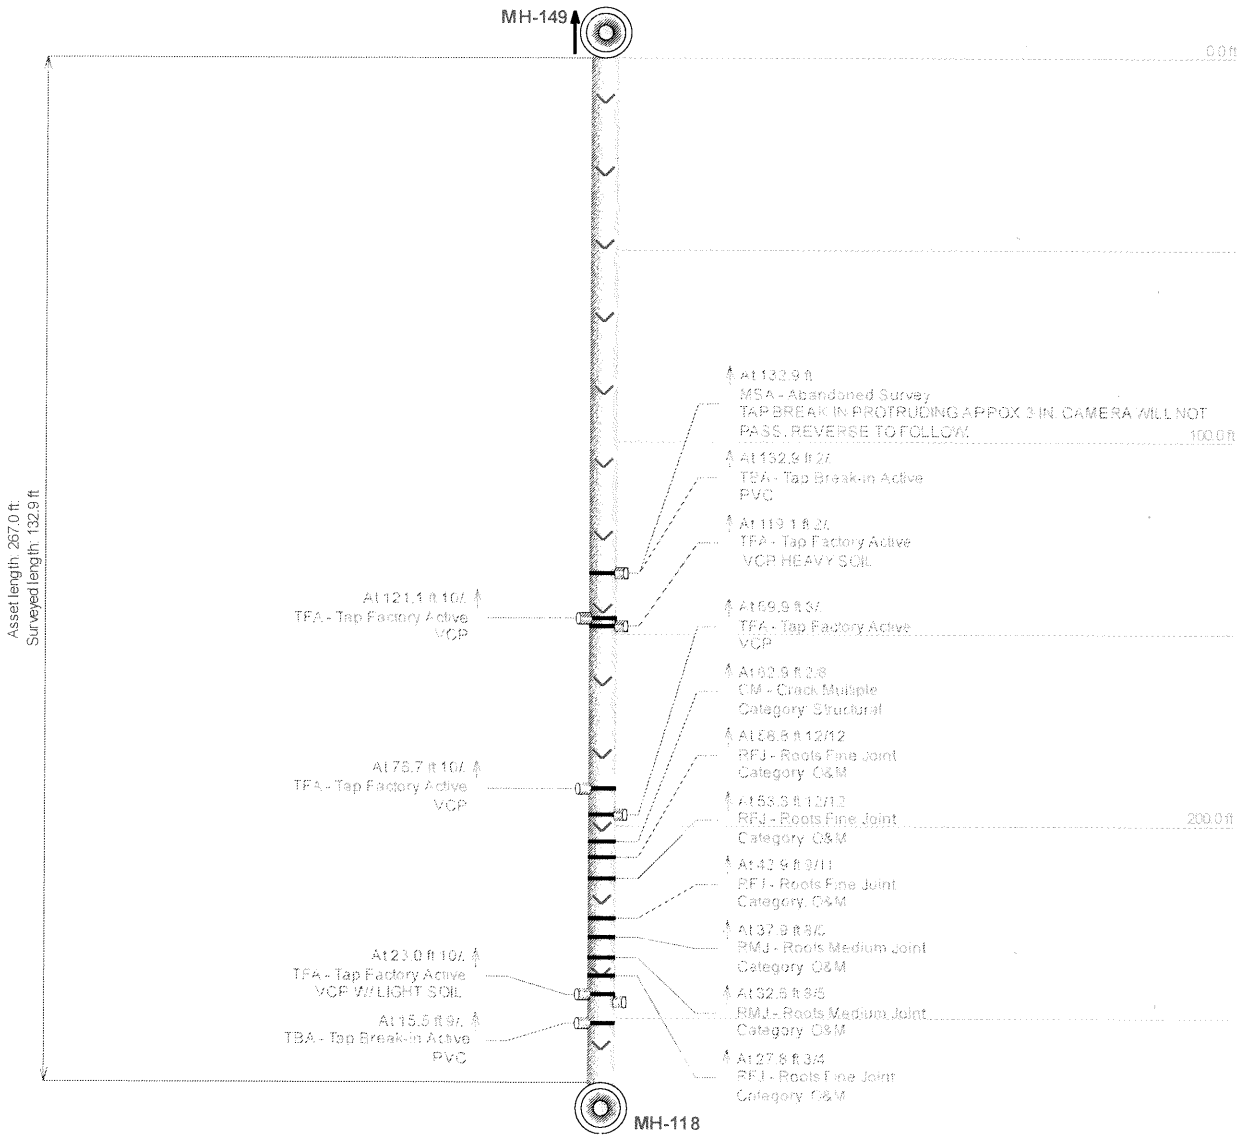 MH-149
0.0 ft
Asset length: 267.0 ft.
Surveyed length: 132.9 ft
At 132.9 ft
MSA - Abandoned Survey
TAP BREAK IN PROTRUDING APPOX 3 IN. CAMERA WILL NOT
PASS. REVERSE TO FOLLOW.
100.0 ft
At 132.9 ft 2/.
TBA - Tap Break-in Active
PVC
At 119.1 ft 2/.
TFA - Tap Factory Active
VCP HEAVY SOIL
At 121.1 ft 10/.
TFA - Tap Factory Active
VCP
At 69.9 ft 3/.
TFA - Tap Factory Active
VCP
At 62.9 ft 2/8
CM - Crack Multiple
Category: Structural
At 58.8 ft 12/12
RFJ - Roots Fine Joint
Category: O&M
At 76.7 ft 10/.
TFA - Tap Factory Active
VCP
At 53.3 ft 12/12
RFJ - Roots Fine Joint
Category: O&M
200.0 ft
At 42.9 ft 9/11
RFJ - Roots Fine Joint
Category: O&M
At 37.9 ft
RMJ - Roots Medium Joint
Category: O&M
At 23.0 ft 10/.
TFA - Tap Factory Active
VCP W/ LIGHT SOIL
At 32.5 ft
RMJ - Roots Medium Joint
Category: O&M
At 15.5 ft 9/.
TBA - Tap Break-in Active
PVC
At 27.8 ft 3/4
RFJ - Roots Fine Joint
Category: O&M
MH-118